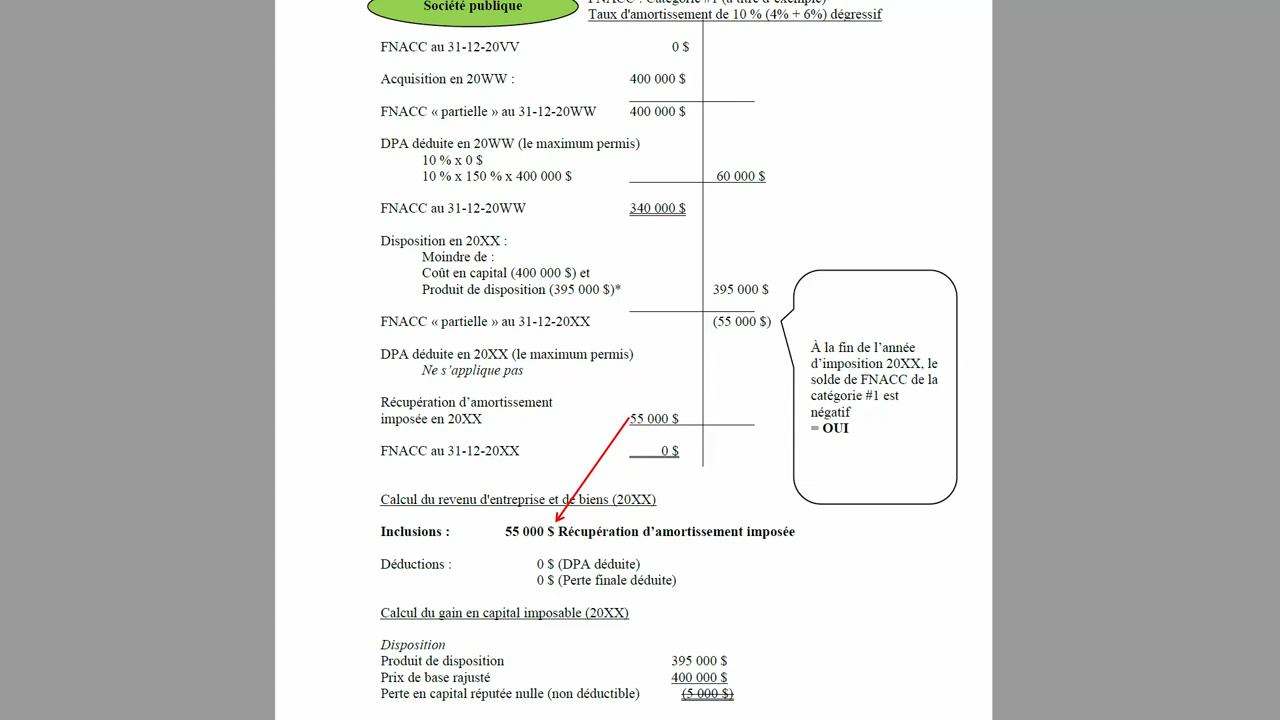 Société publique
FNACC : Catégorie #1 (à titre d'exemple)
Taux d'amortissement de 10 % (4% + 6%) dégressif
FNACC au 31-12-20VV 0 $
Acquisition en 20WW : 400 000 $
FNACC « partielle » au 31-12-20WW 400 000 $
DPA déduite en 20WW (le maximum permis)
10 % x 0 $
10 % x 150 % x 400 000 $ 60 000 $
FNACC au 31-12-20WW 340 000 $
Disposition en 20XX :
Moindre de :
Coût en capital (400 000 $) et
Produit de disposition (395 000 $)* 395 000 $
FNACC « partielle » au 31-12-20XX (55 000 $)
DPA déduite en 20XX (le maximum permis)
Ne s’applique pas
Récupération d’amortissement
imposée en 20XX 55 000 $
FNACC au 31-12-20XX 0 $
À la fin de l’année
d’imposition 20XX, le
solde de FNACC de la
catégorie #1 est
négatif
= OUI
Calcul du revenu d'entreprise et de biens (20XX)
Inclusions : 55 000 $ Récupération d’amortissement imposée
Déductions : 0 $ (DPA déduite)
0 $ (Perte finale déduite)
Calcul du gain en capital imposable (20XX)
Disposition
Produit de disposition 395 000 $
Prix de base rajusté 400 000 $
Perte en capital réputée nulle (non déductible) (5 000 $)